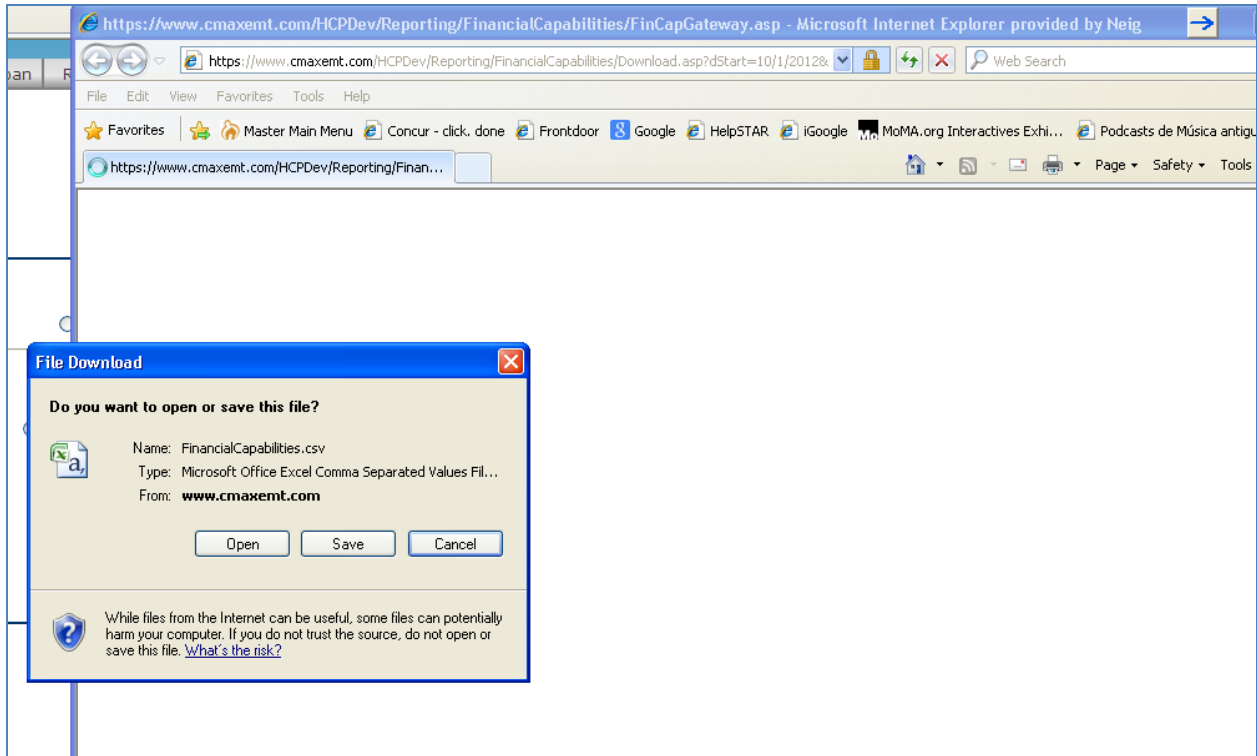 https://www.cmaxemt.com/HCPDev/Reporting/FinancialCapabilities/FinCapGateway.asp - Microsoft Internet Explorer provided by Neig
https://www.cmaxemt.com/HCPDev/Reporting/FinancialCapabilities/Download.asp?dStart=10/1/2012& Web Search
File Edit View Favorites Tools Help
Favorites Master Main Menu Concur - click. done Frontdoor Google HelpSTAR iGoogle MoMA.org Interactives Exhi... Podcasts de Música antigu
https://www.cmaxemt.com/HCPDev/Reporting/Finan... Page Safety Tools
File Download
Do you want to open or save this file?
Name: FinancialCapabilities.csv
Type: Microsoft Office Excel Comma Separated Values Fil...
From: www.cmaxemt.com
Open Save Cancel
While files from the Internet can be useful, some files can potentially
harm your computer. If you do not trust the source, do not open or
save this file. What's the risk?